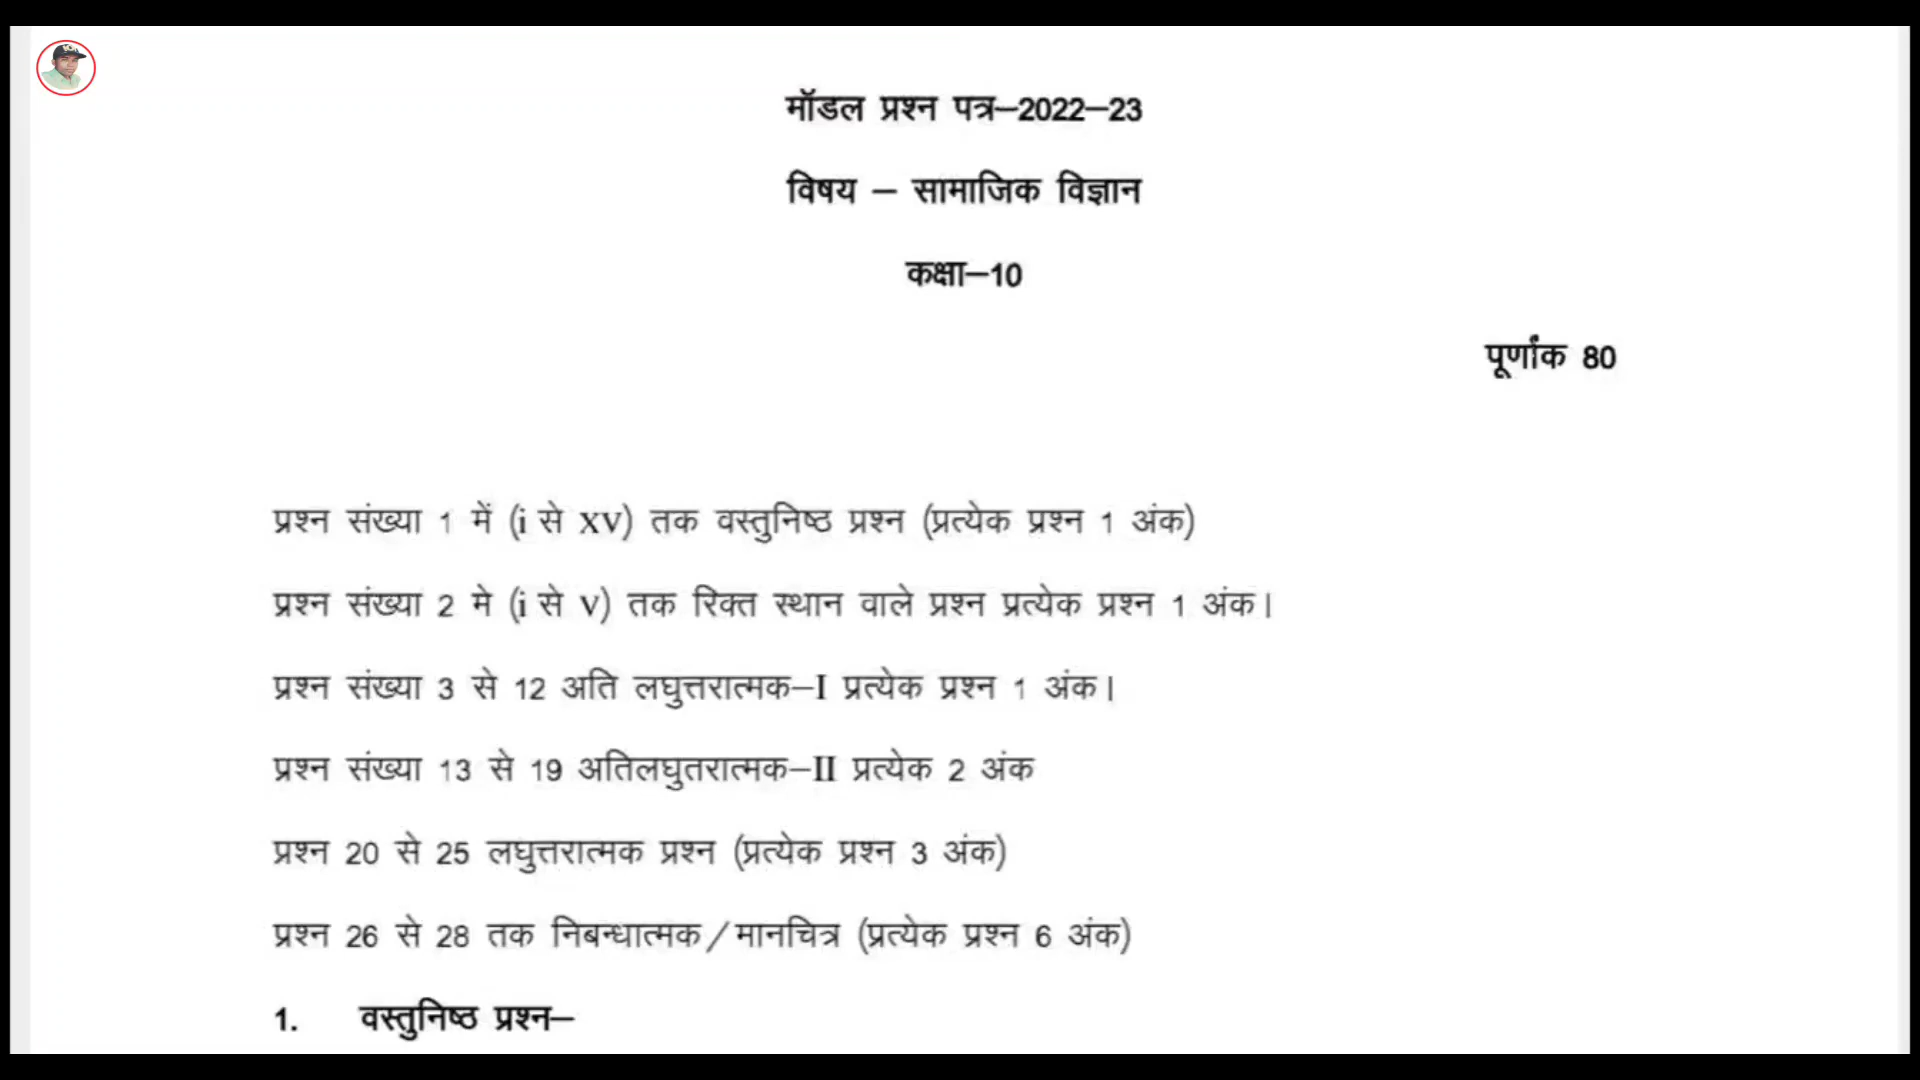 मॉडल प्रश्न पत्र–2022–23
विषय – सामाजिक विज्ञान
कक्षा–10
पूर्णांक 80
प्रश्न संख्या 1 में (i से xv) तक वस्तुनिष्ठ प्रश्न (प्रत्येक प्रश्न 1 अंक)
प्रश्न संख्या 2 मे (i से v) तक रिक्त स्थान वाले प्रश्न प्रत्येक प्रश्न 1 अंक।
प्रश्न संख्या 3 से 12 अति लघुत्तरात्मक–I प्रत्येक प्रश्न 1 अंक।
प्रश्न संख्या 13 से 19 अतिलघुतरात्मक–II प्रत्येक 2 अंक
प्रश्न 20 से 25 लघुत्तरात्मक प्रश्न (प्रत्येक प्रश्न 3 अंक)
प्रश्न 26 से 28 तक निबन्धात्मक/मानचित्र (प्रत्येक प्रश्न 6 अंक)
1. वस्तुनिष्ठ प्रश्न–